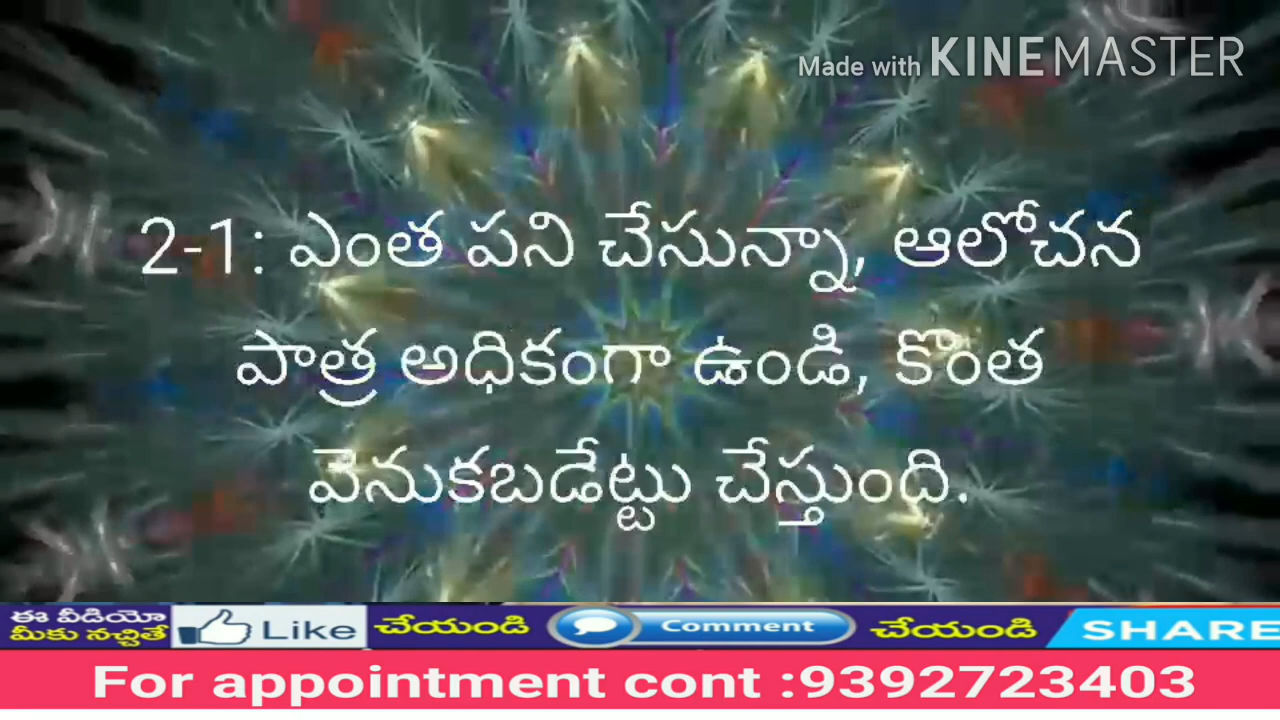 Made with KINEMASTER
2-1: ఎంత పని చేసున్నా, ఆలోచన
పాత్ర అధికంగా ఉండి, కొంత
వెనుకబడేట్టు చేస్తుంది.
ఈ వీడియో
మీకు నచ్చితే Like చేయండి Comment చేయండి SHARE
For appointment cont :9392723403